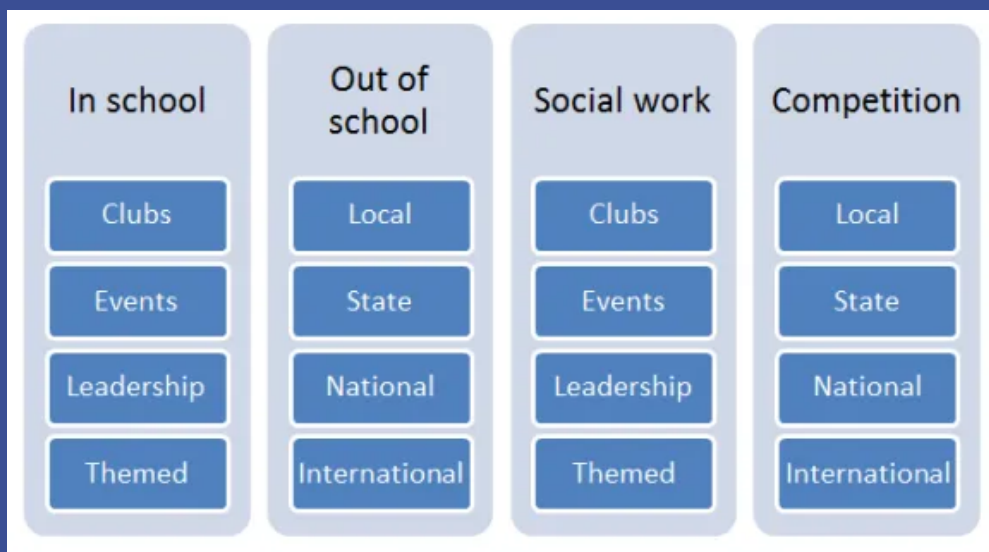 In school
Clubs
Events
Leadership
Themed
Out of
school
Local
State
National
International
Social work
Clubs
Events
Leadership
Themed
Competition
Local
State
National
International